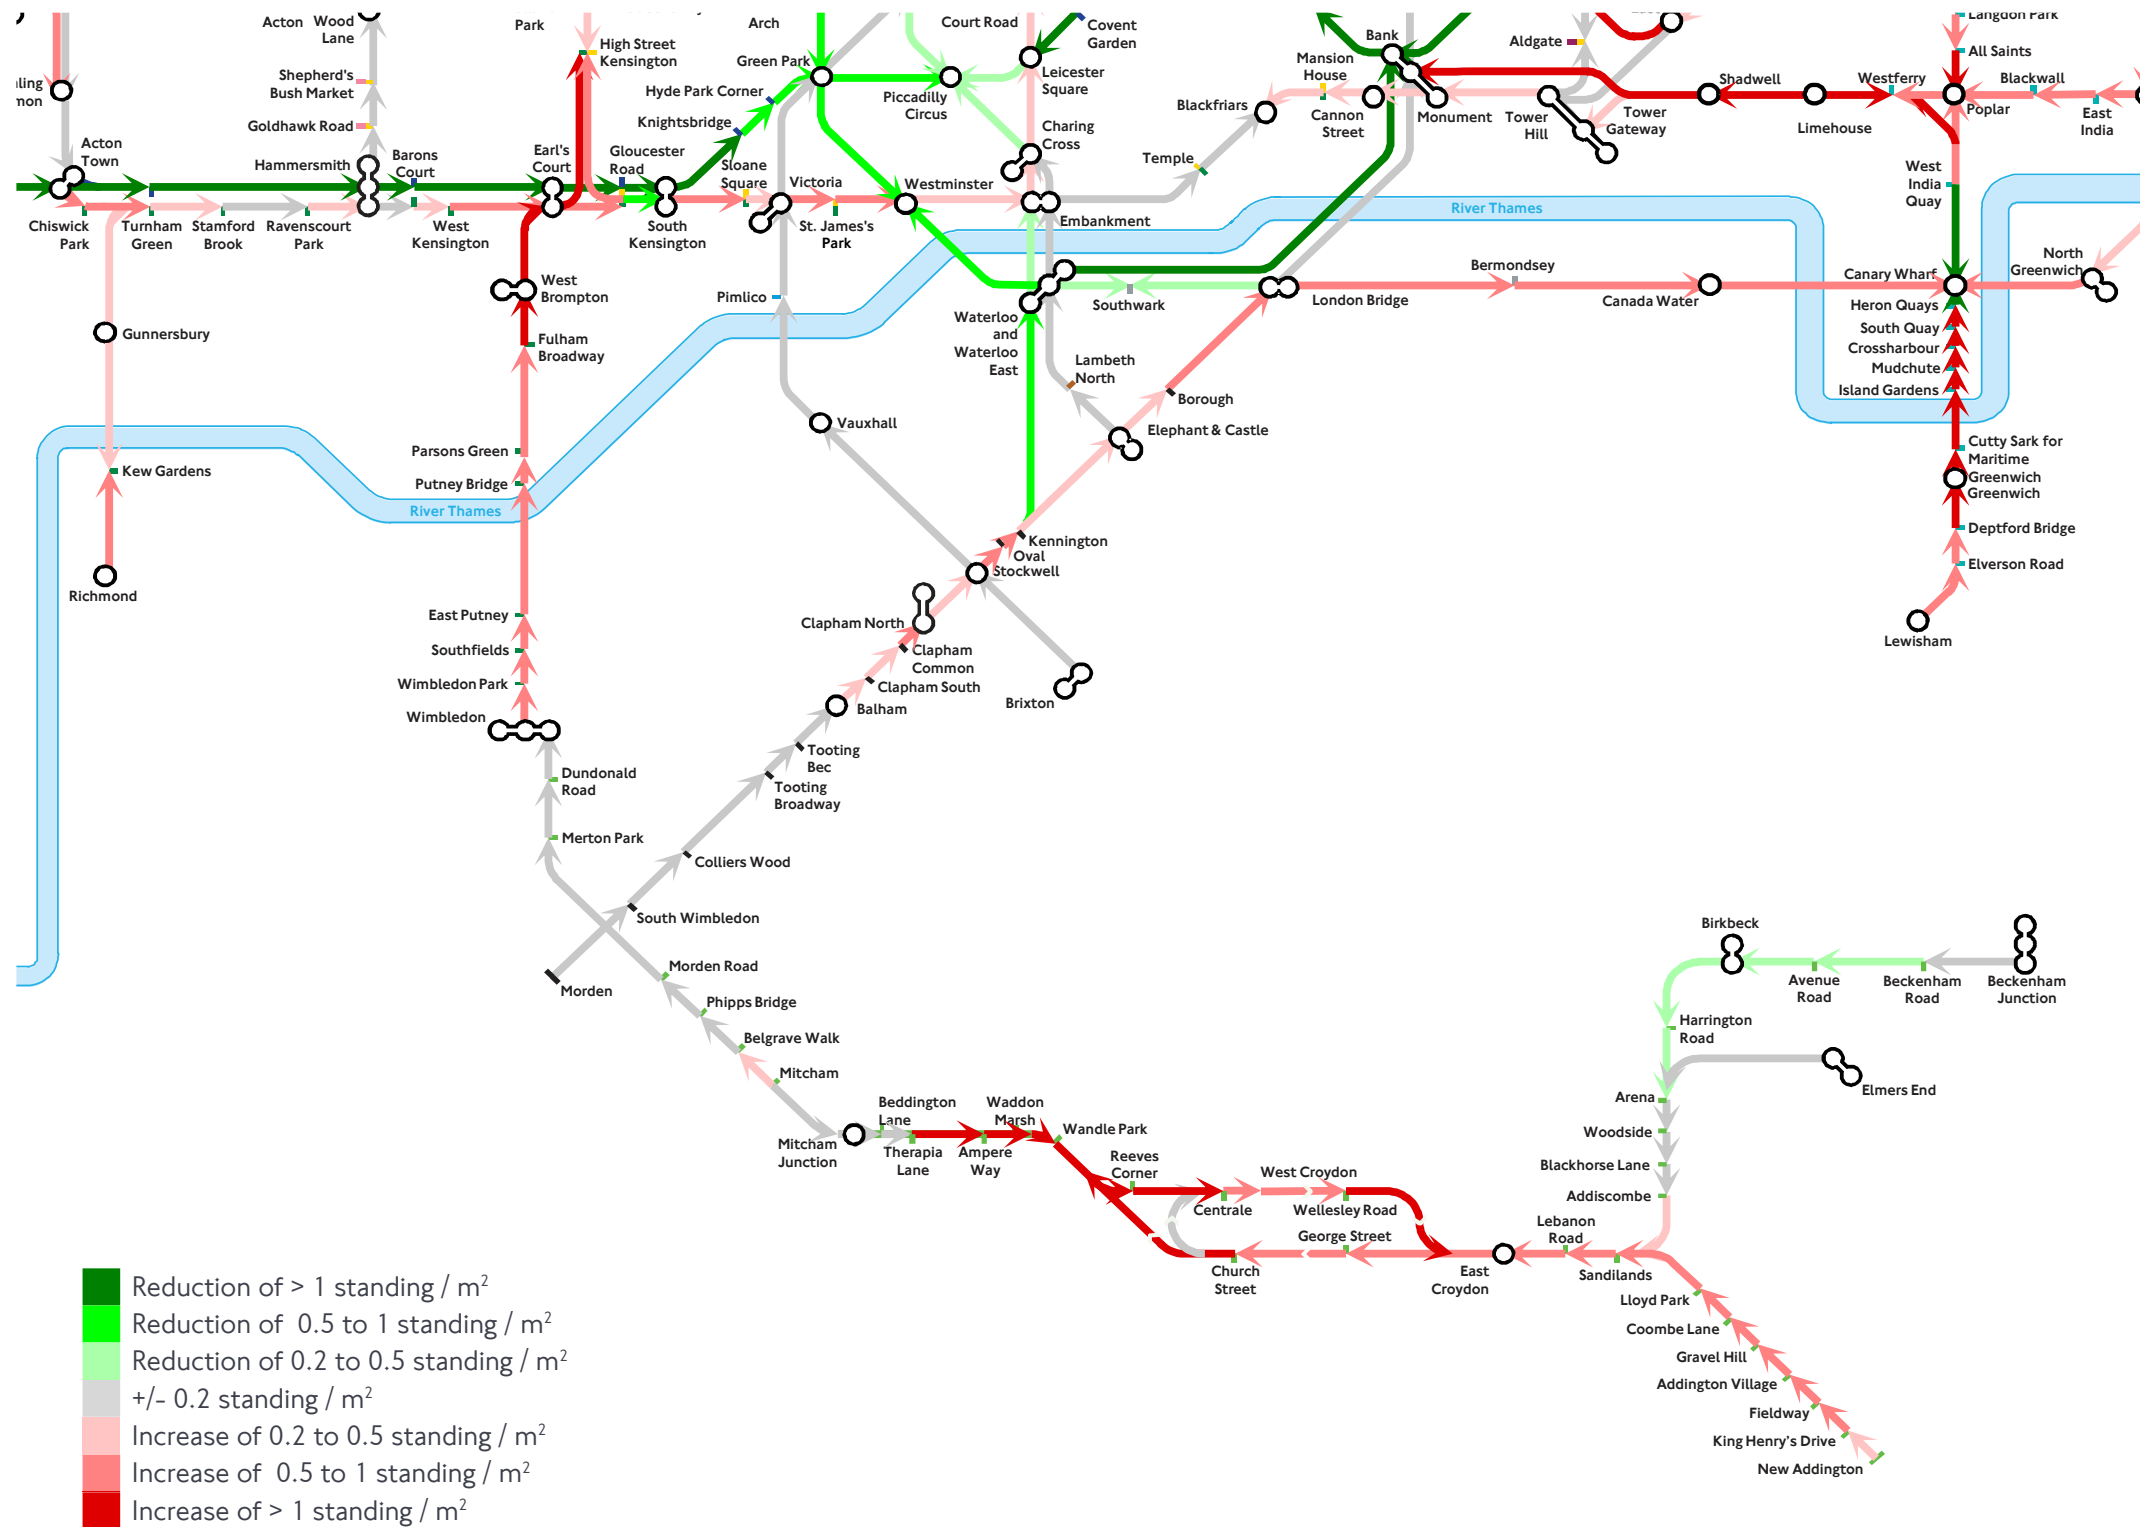 Park
Acton
Wood
Lane
Arch
Court Road
Covent
Garden
Bank
Aldgate
Langdon Park
High Street
Kensington
Green Park
Leicester
Square
Mansion
House
All Saints
Shepherd's
Bush Market
Hyde Park Corner
Piccadilly
Circus
Blackfriars
Cannon
Street
Monument
Tower
Hill
Tower
Gateway
Shadwell
Limehouse
Westferry
Poplar
Blackwall
East
India
Goldhawk Road
Knightsbridge
Charing
Cross
Acton
Town
Hammersmith
Barons
Court
Earl's
Court
Gloucester
Road
Sloane
Square
Victoria
Westminster
Temple
West
India
Quay
Chiswick
Park
Turnham
Green
Stamford
Brook
Ravenscourt
Park
West
Kensington
South
Kensington
St. James's
Park
Embankment
River Thames
North
Greenwich
West
Brompton
Pimlico
Southwark
London Bridge
Bermondsey
Canada Water
Canary Wharf
Heron Quays
South Quay
Crossharbour
Mudchute
Island Gardens
Gunnersbury
Fulham
Broadway
Waterloo
and
Waterloo
East
Lambeth
North
Borough
Elephant & Castle
Vauxhall
Cutty Sark for
Maritime
Greenwich
Greenwich
Kew Gardens
Parsons Green
Putney Bridge
River Thames
Deptford Bridge
Elverson Road
Lewisham
Richmond
Kennington
Oval
Stockwell
East Putney
Southfields
Wimbledon Park
Wimbledon
Clapham North
Clapham
Common
Clapham South
Balham
Brixton
Tooting
Bec
Tooting
Broadway
Dundonald
Road
Merton Park
Colliers Wood
South Wimbledon
Morden
Morden Road
Phipps Bridge
Belgrave Walk
Mitcham
Mitcham
Junction
Beddington
Lane
Therapia
Lane
Waddon
Marsh
Ampere
Way
Wandle Park
Reeves
Corner
Centrale
West Croydon
Wellesley Road
George Street
Church
Street
East
Croydon
Lebanon
Road
Sandilands
Birkbeck
Avenue
Road
Beckenham
Road
Beckenham
Junction
Harrington
Road
Elmers End
Arena
Woodside
Blackhorse Lane
Addiscombe
Lloyd Park
Coombe Lane
Gravel Hill
Addington Village
Fieldway
King Henry's Drive
New Addington
Reduction of > 1 standing / m²
Reduction of  0.5 to 1 standing / m²
Reduction of 0.2 to 0.5 standing / m²
+/- 0.2 standing / m²
Increase of 0.2 to 0.5 standing / m²
Increase of  0.5 to 1 standing / m²
Increase of > 1 standing / m²